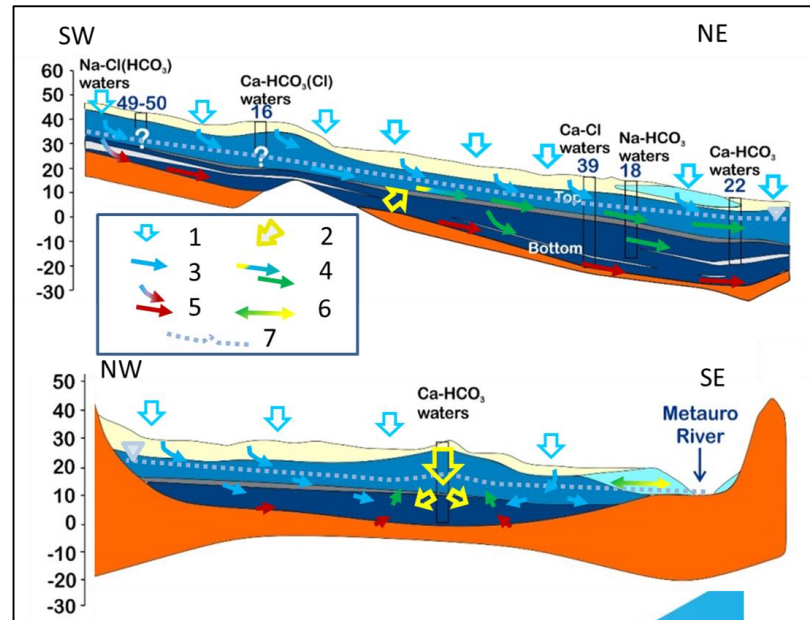 SW
NE
Na-Cl(HCO₃)
waters
49-50
Ca-HCO₃(Cl)
waters
16
Ca-Cl
waters
39
Na-HCO₃
waters
18
Ca-HCO₃
waters
22
60
50
40
30
20
10
0
-10
-20
-30
?
?
Top
Bottom
1
2
3
4
5
6
7
NW
SE
50
40
30
20
10
0
-10
-20
-30
Ca-HCO₃
waters
Metauro
River